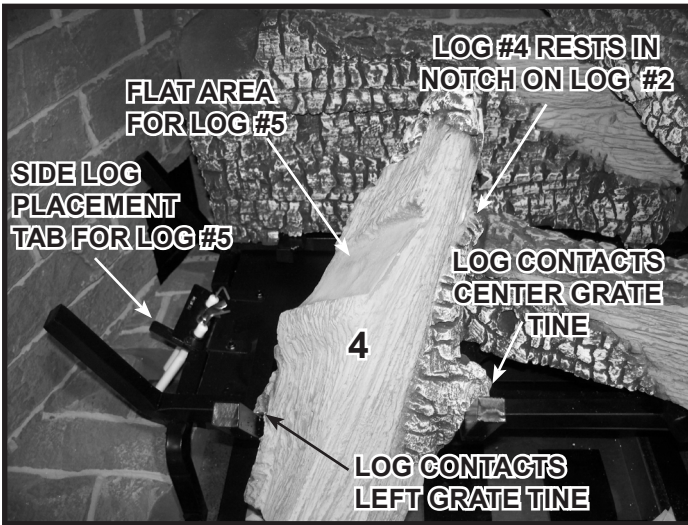 LOG #4 RESTS IN
NOTCH ON LOG #2
FLAT AREA
FOR LOG #5
SIDE LOG
PLACEMENT
TAB FOR LOG #5
LOG CONTACTS
CENTER GRATE
TINE
4
LOG CONTACTS
LEFT GRATE TINE